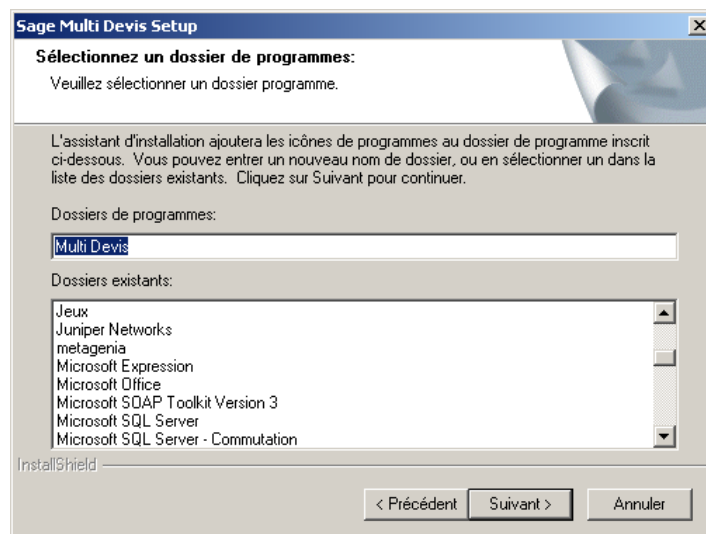 Sage Multi Devis Setup
Sélectionnez un dossier de programmes:
Veuillez sélectionner un dossier programme.
L'assistant d'installation ajoutera les icônes de programmes au dossier de programme inscrit
ci-dessous. Vous pouvez entrer un nouveau nom de dossier, ou en sélectionner un dans la
liste des dossiers existants. Cliquez sur Suivant pour continuer.
Dossiers de programmes:
Multi Devis
Dossiers existants:
Jeux
Juniper Networks
metagenia
Microsoft Expression
Microsoft Office
Microsoft SOAP Toolkit Version 3
Microsoft SQL Server
Microsoft SQL Server - Commutation
InstallShield
< Précédent
Suivant >
Annuler